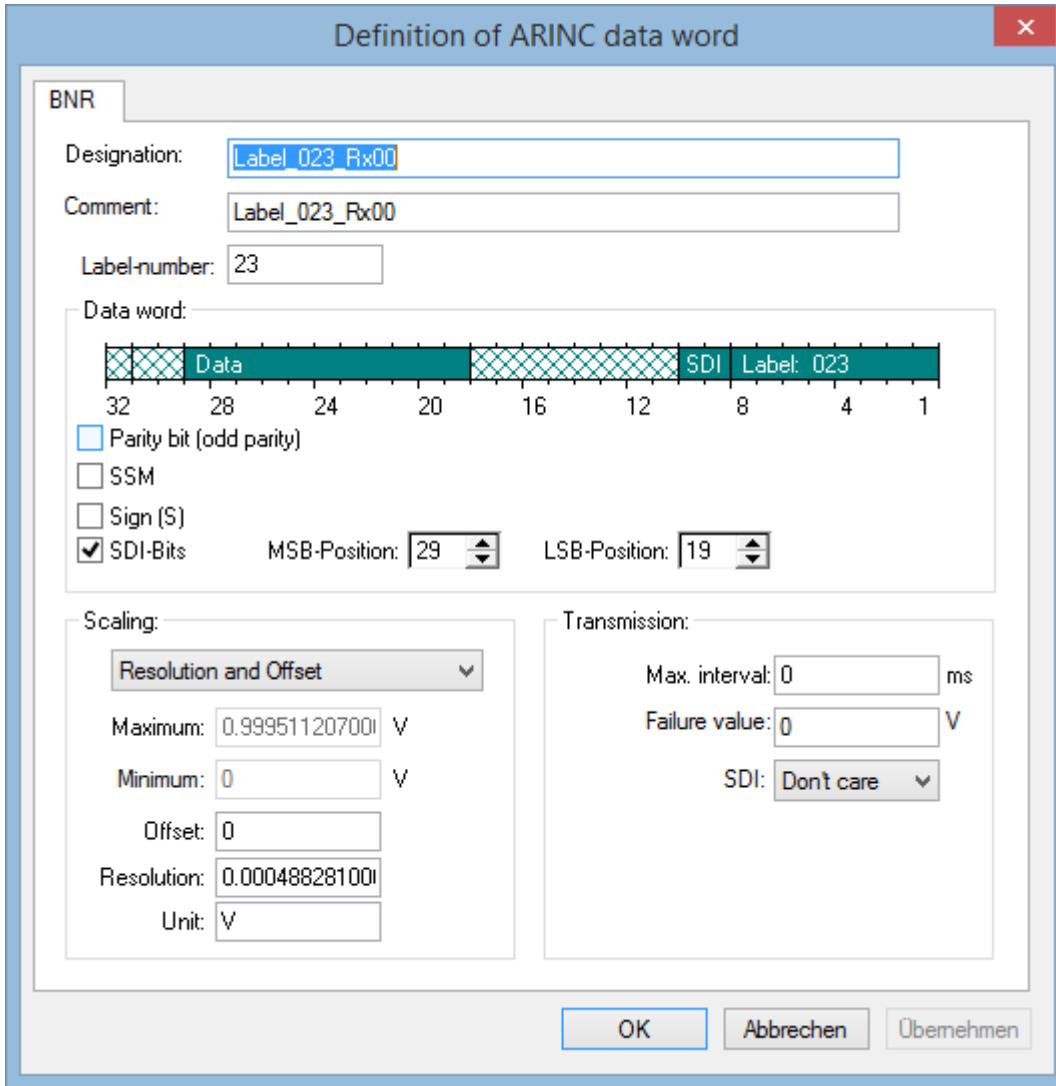 Definition of ARINC data word
BNR
Designation: Label_023_Rx00
Comment: Label_023_Rx00
Label-number: 23
Data word:
Data SDI Label: 023
32 28 24 20 16 12 8 4 1
Parity bit (odd parity)
SSM
Sign (S)
SDI-Bits MSB-Position: 29 LSB-Position: 19
Scaling:
Resolution and Offset
Maximum: 0.99951120700 V
Minimum: 0 V
Offset: 0
Resolution: 0.00048828100
Unit: V
Transmission:
Max. interval: 0 ms
Failure value: 0 V
SDI: Don't care
OK Abbrechen Übernehmen